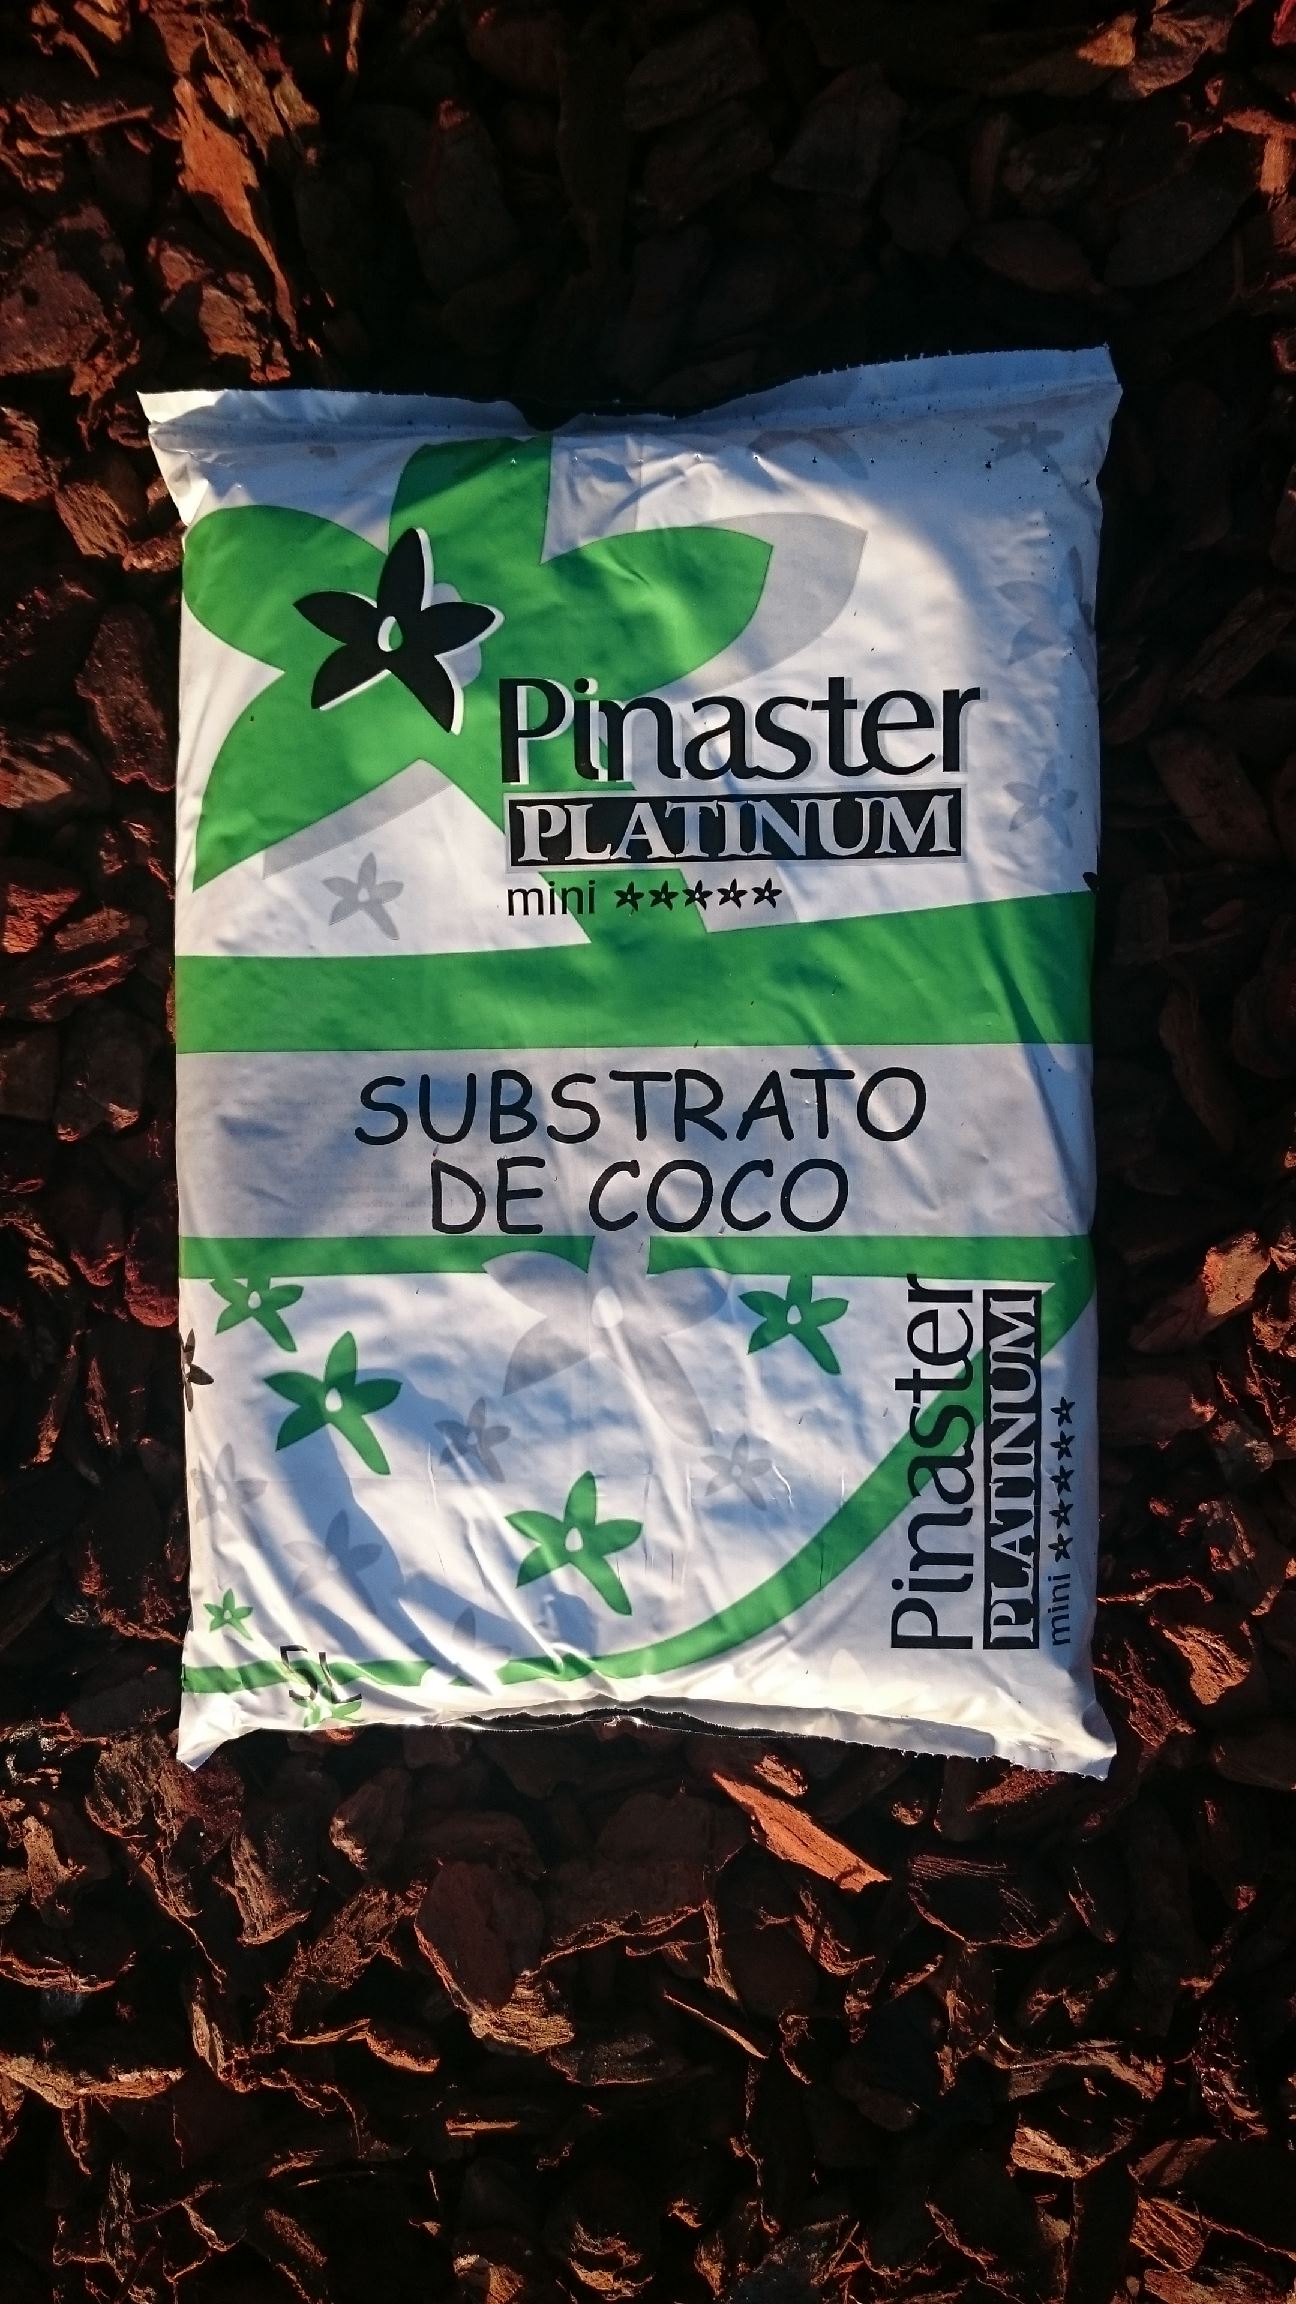 Pinaster
PLATINUM
mini
SUBSTRATO
DE COCO
Pinaster
PLATINUM
mini
5L